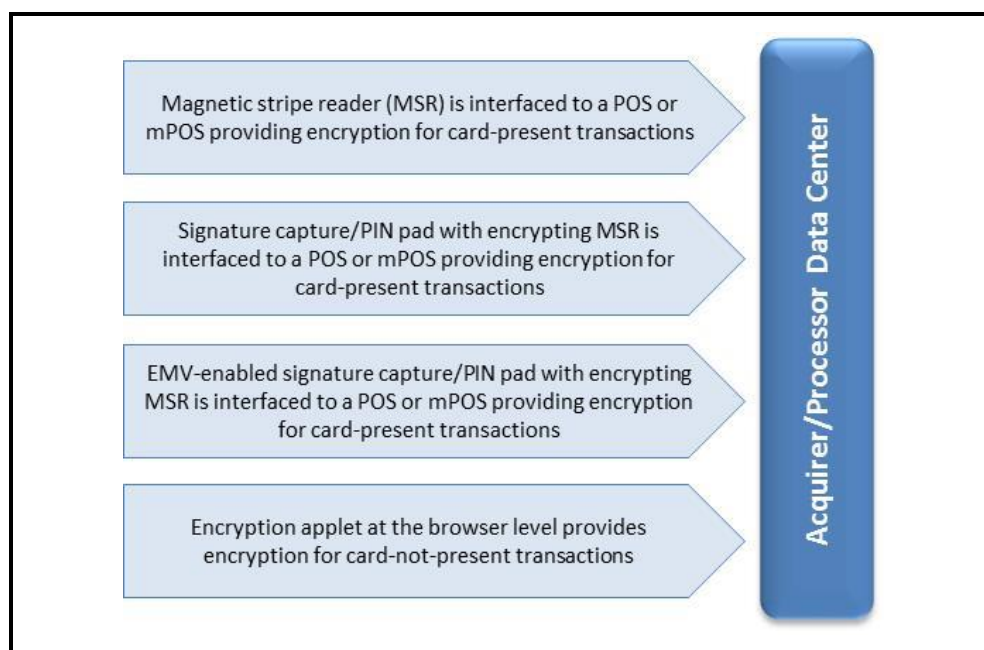 Magnetic stripe reader (MSR) is interfaced to a POS or
mPOS providing encryption for card-present transactions
Signature capture/PIN pad with encrypting MSR is
interfaced to a POS or mPOS providing encryption for
card-present transactions
EMV-enabled signature capture/PIN pad with encrypting
MSR is interfaced to a POS or mPOS providing encryption
for card-present transactions
Encryption applet at the browser level provides
encryption for card-not-present transactions
Acquirer/Processor Data Center